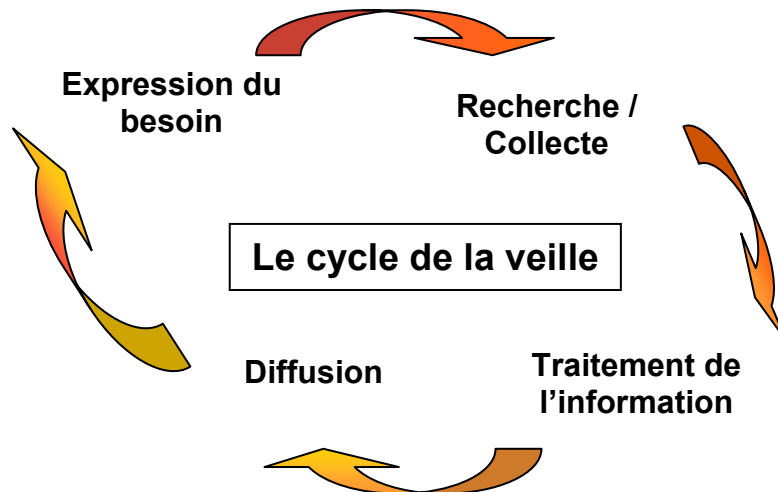 Expression du
besoin
Recherche /
Collecte
Le cycle de la veille
Diffusion
Traitement de
l’information